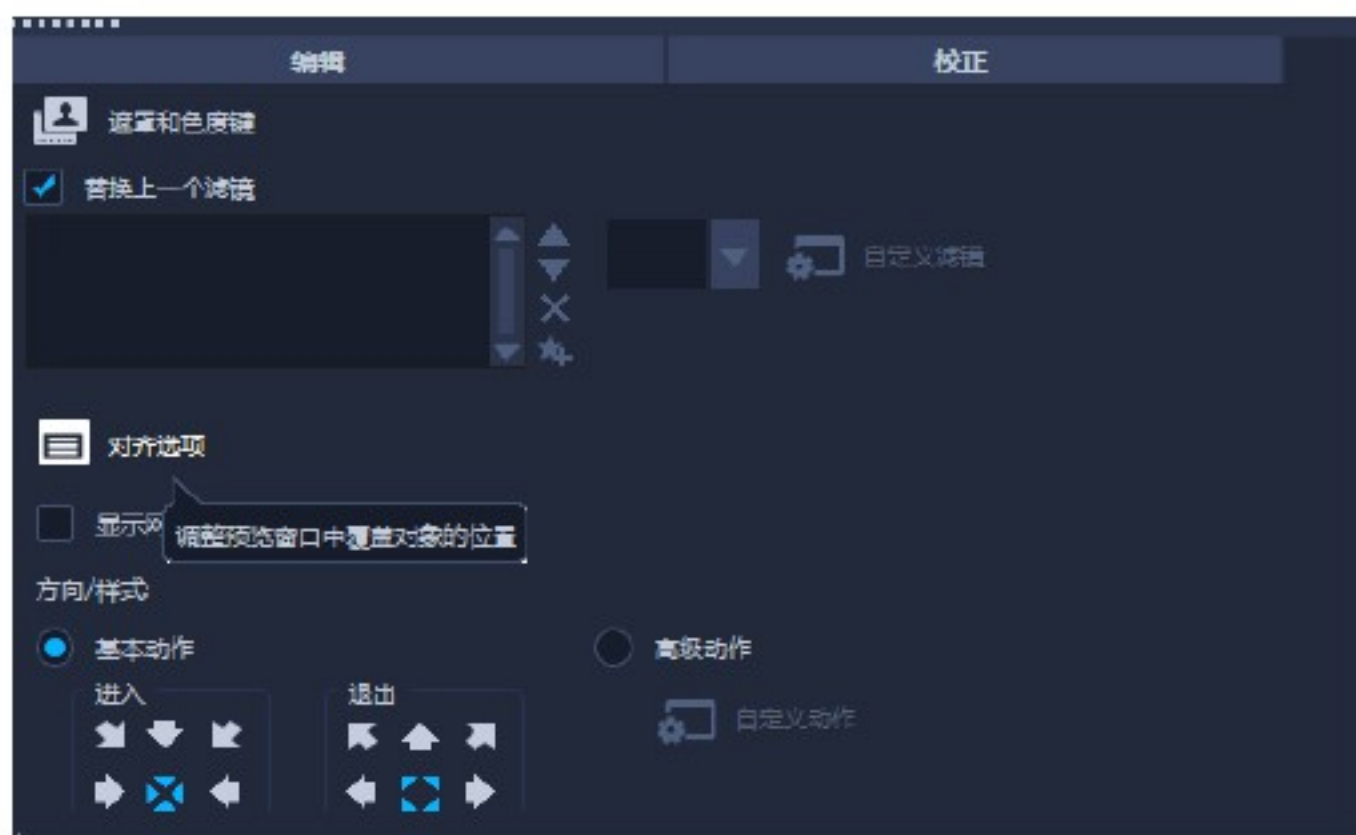 编辑
校正
遮罩和色度键
替换上一个滤镜
自定义滤镜
对齐选项
显示网
调整预览窗口中覆盖对象的位置
方向/样式
基本动作
高级动作
进入
退出
自定义动作